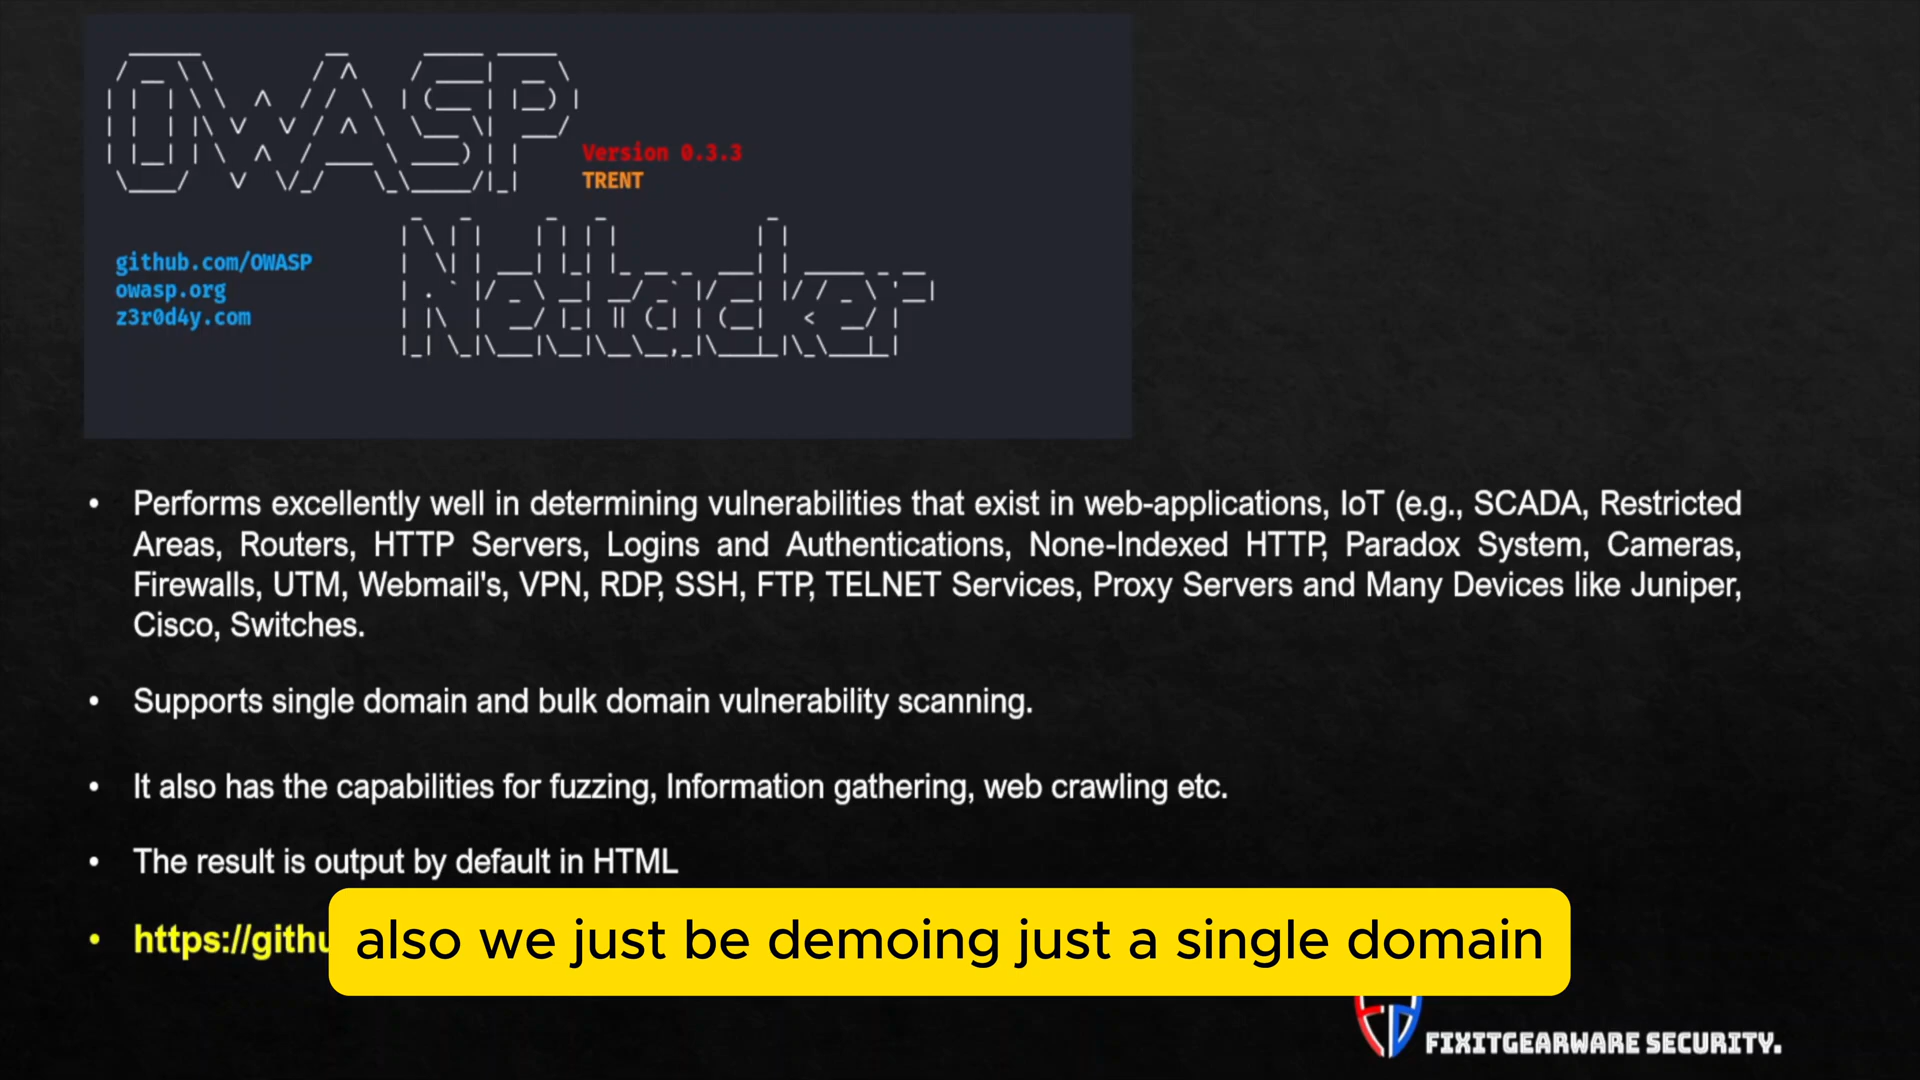 OWASP
Version 0.3.3
TRENT
github.com/OWASP
owasp.org
z3r0d4y.com
Nettacker
• Performs excellently well in determining vulnerabilities that exist in web-applications, IoT (e.g., SCADA, Restricted
Areas, Routers, HTTP Servers, Logins and Authentications, None-Indexed HTTP, Paradox System, Cameras,
Firewalls, UTM, Webmail's, VPN, RDP, SSH, FTP, TELNET Services, Proxy Servers and Many Devices like Juniper,
Cisco, Switches.
• Supports single domain and bulk domain vulnerability scanning.
• It also has the capabilities for fuzzing, Information gathering, web crawling etc.
• The result is output by default in HTML
• https://githu
also we just be demoing just a single domain
FIXITGEARWARE SECURITY.